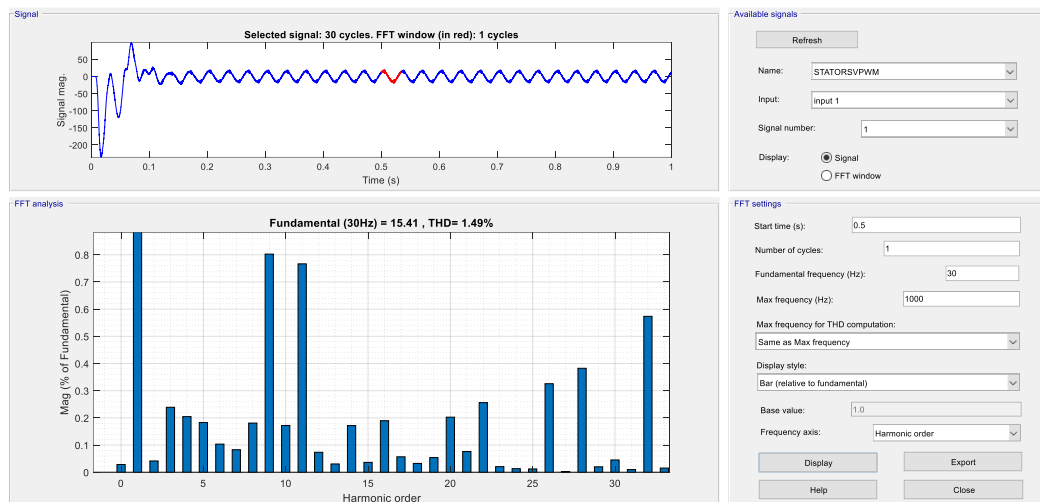 Signal
Selected signal: 30 cycles. FFT window (in red): 1 cycles
Signal mag.
50
0
-50
-100
-150
-200
0
0.1
0.2
0.3
0.4
0.5
0.6
0.7
0.8
0.9
1
Time (s)
FFT analysis
Fundamental (30Hz) = 15.41 , THD= 1.49%
Mag (% of Fundamental)
0.8
0.7
0.6
0.5
0.4
0.3
0.2
0.1
0
0
5
10
15
20
25
30
Harmonic order
Available signals
Refresh
Name:
STATORSVPWM
Input:
input 1
Signal number:
1
Display:
Signal
FFT window
FFT settings
Start time (s):
0.5
Number of cycles:
1
Fundamental frequency (Hz):
30
Max frequency (Hz):
1000
Max frequency for THD computation:
Same as Max frequency
Display style:
Bar (relative to fundamental)
Base value:
1.0
Frequency axis:
Harmonic order
Display
Export
Help
Close